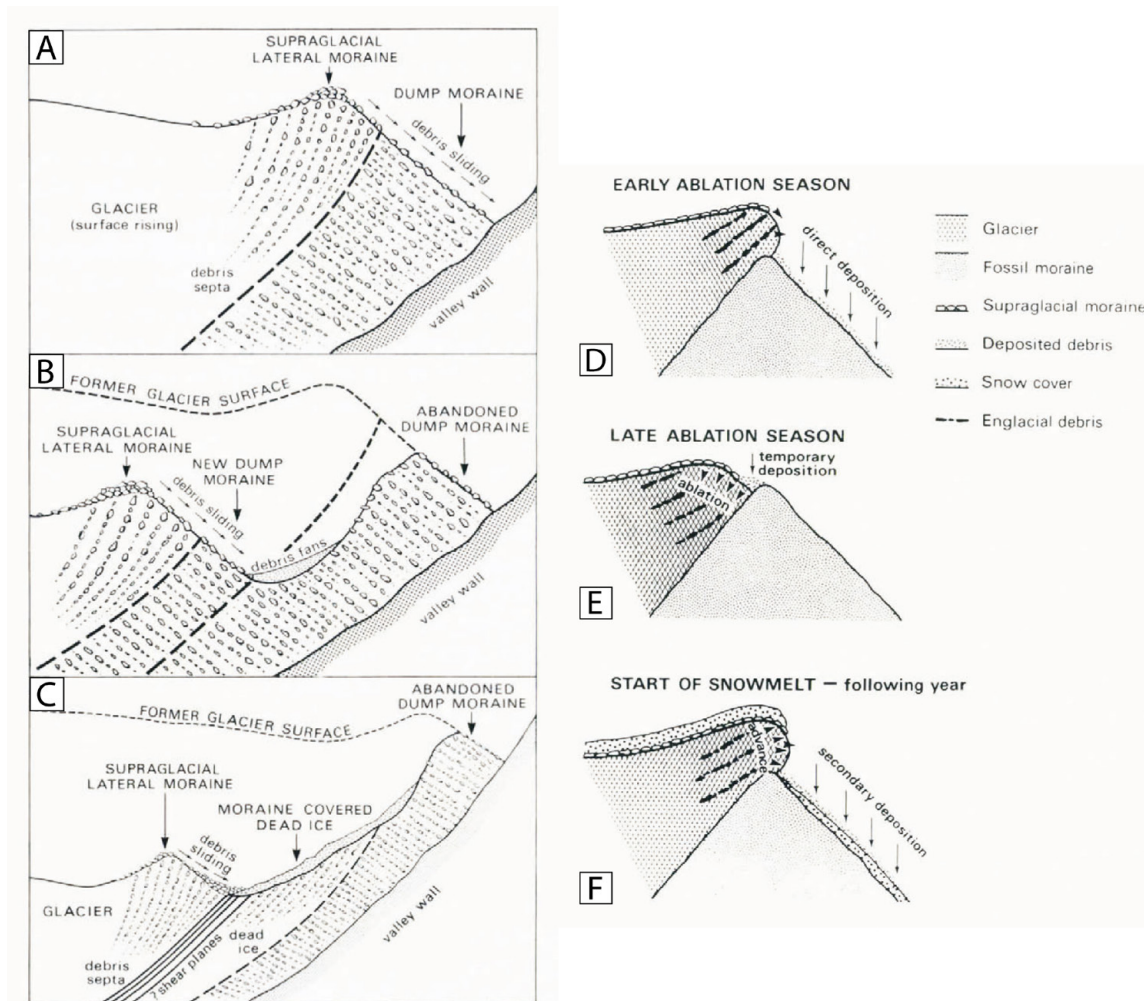 A
SUPRAGLACIAL
LATERAL MORAINE
DUMP MORAINE
debris sliding
GLACIER
(surface rising)
debris
septa
valley wall
B
FORMER GLACIER SURFACE
SUPRAGLACIAL
LATERAL MORAINE
NEW DUMP
MORAINE
ABANDONED
DUMP MORAINE
debris sliding
debris fans
valley wall
C
FORMER GLACIER SURFACE
ABANDONED
DUMP MORAINE
SUPRAGLACIAL
LATERAL MORAINE
debris
sliding
MORAINE COVERED
DEAD ICE
GLACIER
debris
septa
? shear planes
dead
ice
valley wall
EARLY ABLATION SEASON
direct deposition
D
LATE ABLATION SEASON
temporary
deposition
ablation
E
START OF SNOWMELT – following year
advance
secondary deposition
F
Glacier
Fossil moraine
Supraglacial moraine
Deposited debris
Snow cover
Englacial debris